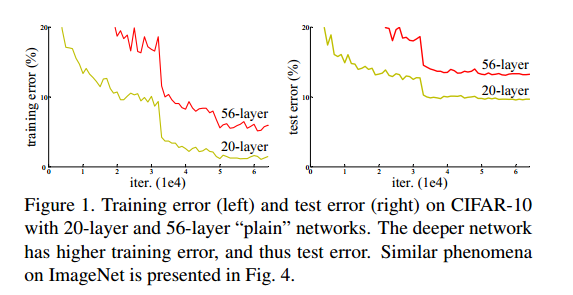 20
10
0
0 1 2 3 4 5 6
iter. (1e4)
training error (%)
56-layer
20-layer
20
10
0
0 1 2 3 4 5 6
iter. (1e4)
test error (%)
56-layer
20-layer
Figure 1. Training error (left) and test error (right) on CIFAR-10
with 20-layer and 56-layer “plain” networks. The deeper network
has higher training error, and thus test error. Similar phenomena
on ImageNet is presented in Fig. 4.